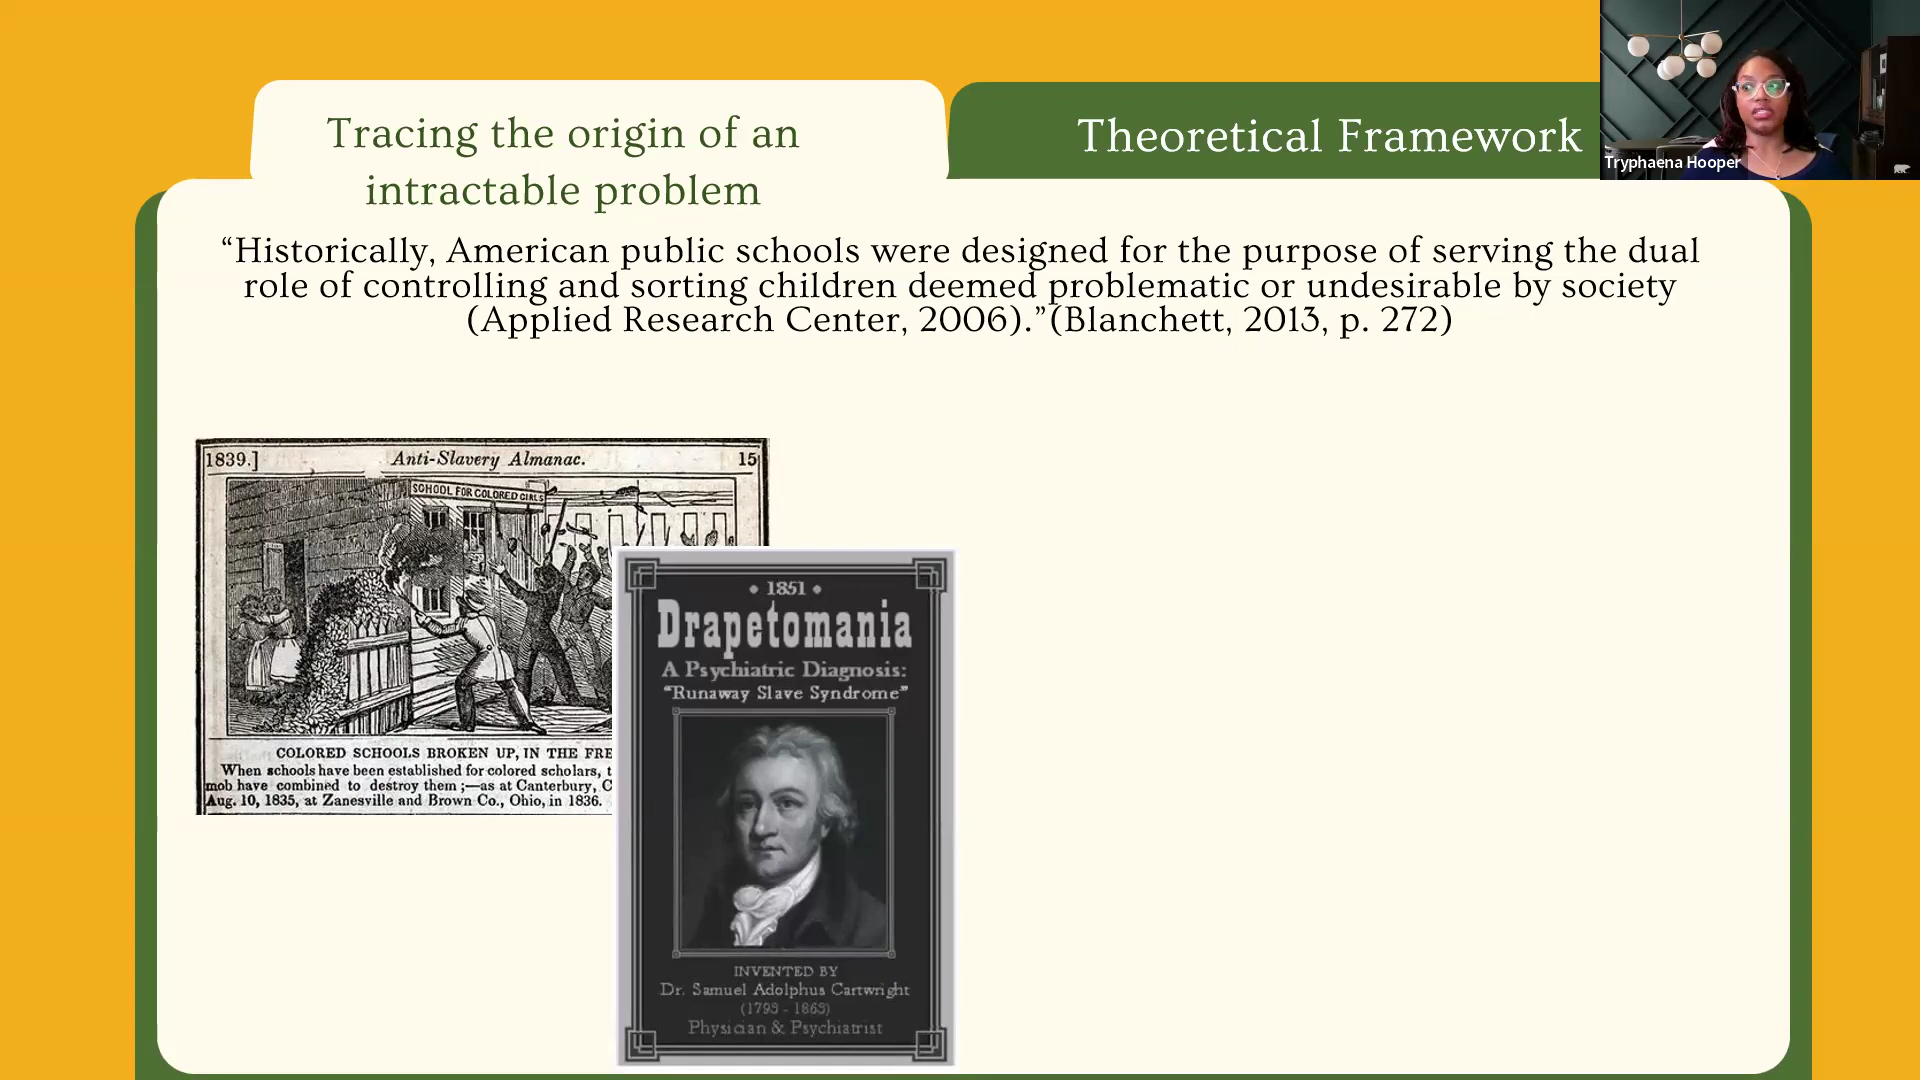 Tracing the origin of an
intractable problem
Theoretical Framework
Tryphaena Hooper
“Historically, American public schools were designed for the purpose of serving the dual
role of controlling and sorting children deemed problematic or undesirable by society
(Applied Research Center, 2006).”(Blanchett, 2013, p. 272)
1839.] Anti-Slavery Almanac. 15
SCHOOL FOR COLORED GIRLS
COLORED SCHOOLS BROKEN UP, IN THE FRE
When schools have been established for colored scholars, t
mob have combined to destroy them ;—as at Canterbury, C
Aug. 10, 1835, at Zanesville and Brown Co., Ohio, in 1836.
• 1851 •
Drapetomania
A Psychiatric Diagnosis:
“Runaway Slave Syndrome”
INVENTED BY
Dr. Samuel Adolphus Cartwright
(1793 - 1863)
Physician & Psychiatrist